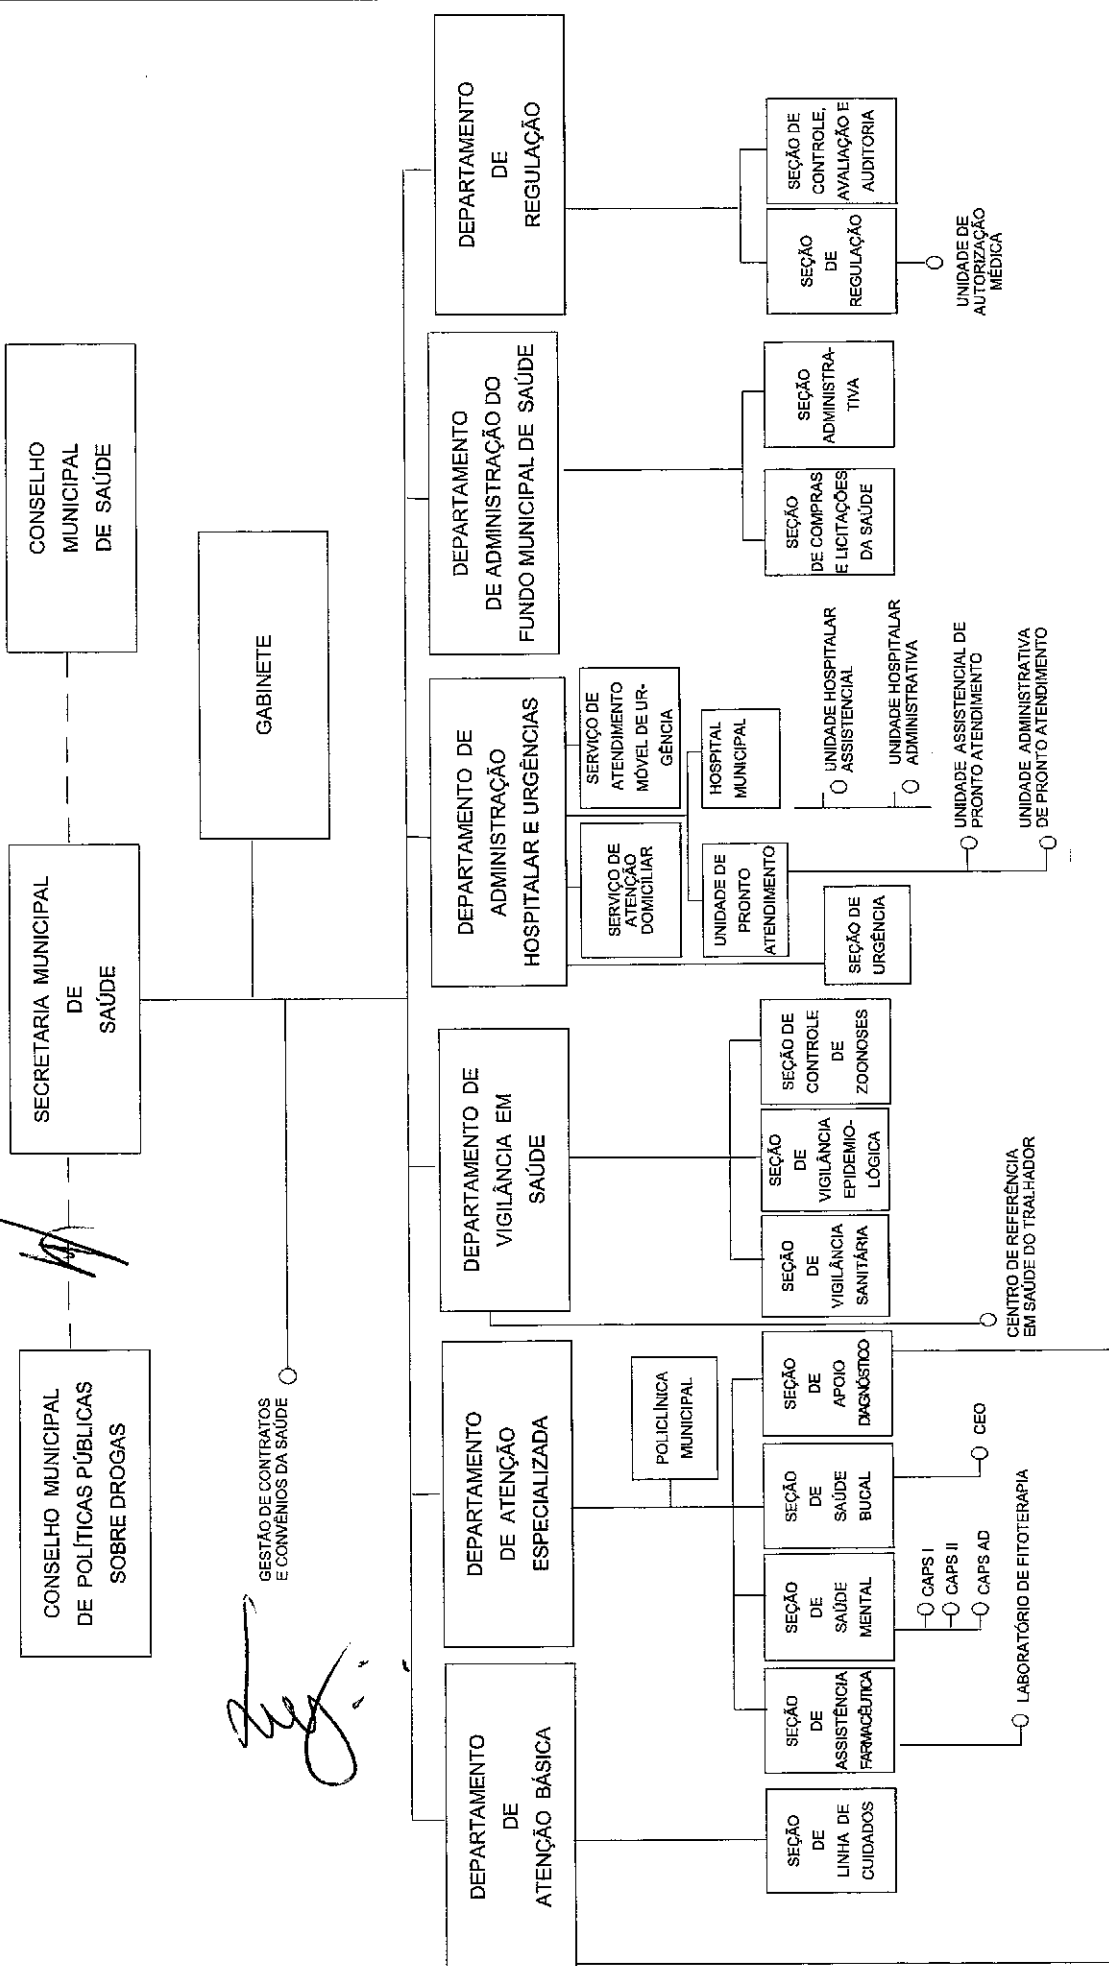 CONSELHO MUNICIPAL
DE POLÍTICAS PÚBLICAS
SOBRE DROGAS
SECRETARIA MUNICIPAL
DE
SAÚDE
CONSELHO
MUNICIPAL
DE SAÚDE
GABINETE
GESTÃO DE CONTRATOS
E CONVÊNIOS DA SAÚDE
DEPARTAMENTO
DE
ATENÇÃO BÁSICA
DEPARTAMENTO
DE ATENÇÃO
ESPECIALIZADA
DEPARTAMENTO DE
VIGILÂNCIA EM
SAÚDE
DEPARTAMENTO DE
ADMINISTRAÇÃO
HOSPITALAR E URGÊNCIAS
DEPARTAMENTO
DE ADMINISTRAÇÃO DO
FUNDO MUNICIPAL DE SAÚDE
DEPARTAMENTO
DE
REGULAÇÃO
POLICLÍNICA
MUNICIPAL
SERVIÇO DE
ATENÇÃO
DOMICILIAR
SERVIÇO DE
ATENDIMENTO
MÓVEL DE UR-
GÊNCIA
UNIDADE DE
PRONTO
ATENDIMENTO
HOSPITAL
MUNICIPAL
SEÇÃO
DE
LINHA DE
CUIDADOS
SEÇÃO
DE
ASSISTÊNCIA
FARMACÊUTICA
SEÇÃO
DE
SAÚDE
MENTAL
SEÇÃO
DE
SAÚDE
BUCAL
SEÇÃO
DE
APOIO
DIAGNÓSTICO
SEÇÃO
DE
VIGILÂNCIA
SANITÁRIA
SEÇÃO
DE
VIGILÂNCIA
EPIDEMIO-
LÓGICA
SEÇÃO DE
CONTROLE
DE
ZOONOSES
SEÇÃO DE
URGÊNCIA
UNIDADE HOSPITALAR
ASSISTENCIAL
UNIDADE HOSPITALAR
ADMINISTRATIVA
SEÇÃO
DE COMPRAS
E LICITAÇÕES
DA SAÚDE
SEÇÃO
ADMINISTRA-
TIVA
SEÇÃO
DE
REGULAÇÃO
SEÇÃO DE
CONTROLE,
AVALIAÇÃO E
AUDITORIA
CAPS I
CAPS II
CAPS AD
CEO
LABORATÓRIO DE FITOTERAPIA
CENTRO DE REFERÊNCIA
EM SAÚDE DO TRALHADOR
UNIDADE ASSISTENCIAL DE
PRONTO ATENDIMENTO
UNIDADE ADMINISTRATIVA
DE PRONTO ATENDIMENTO
UNIDADE DE
AUTORIZAÇÃO
MÉDICA